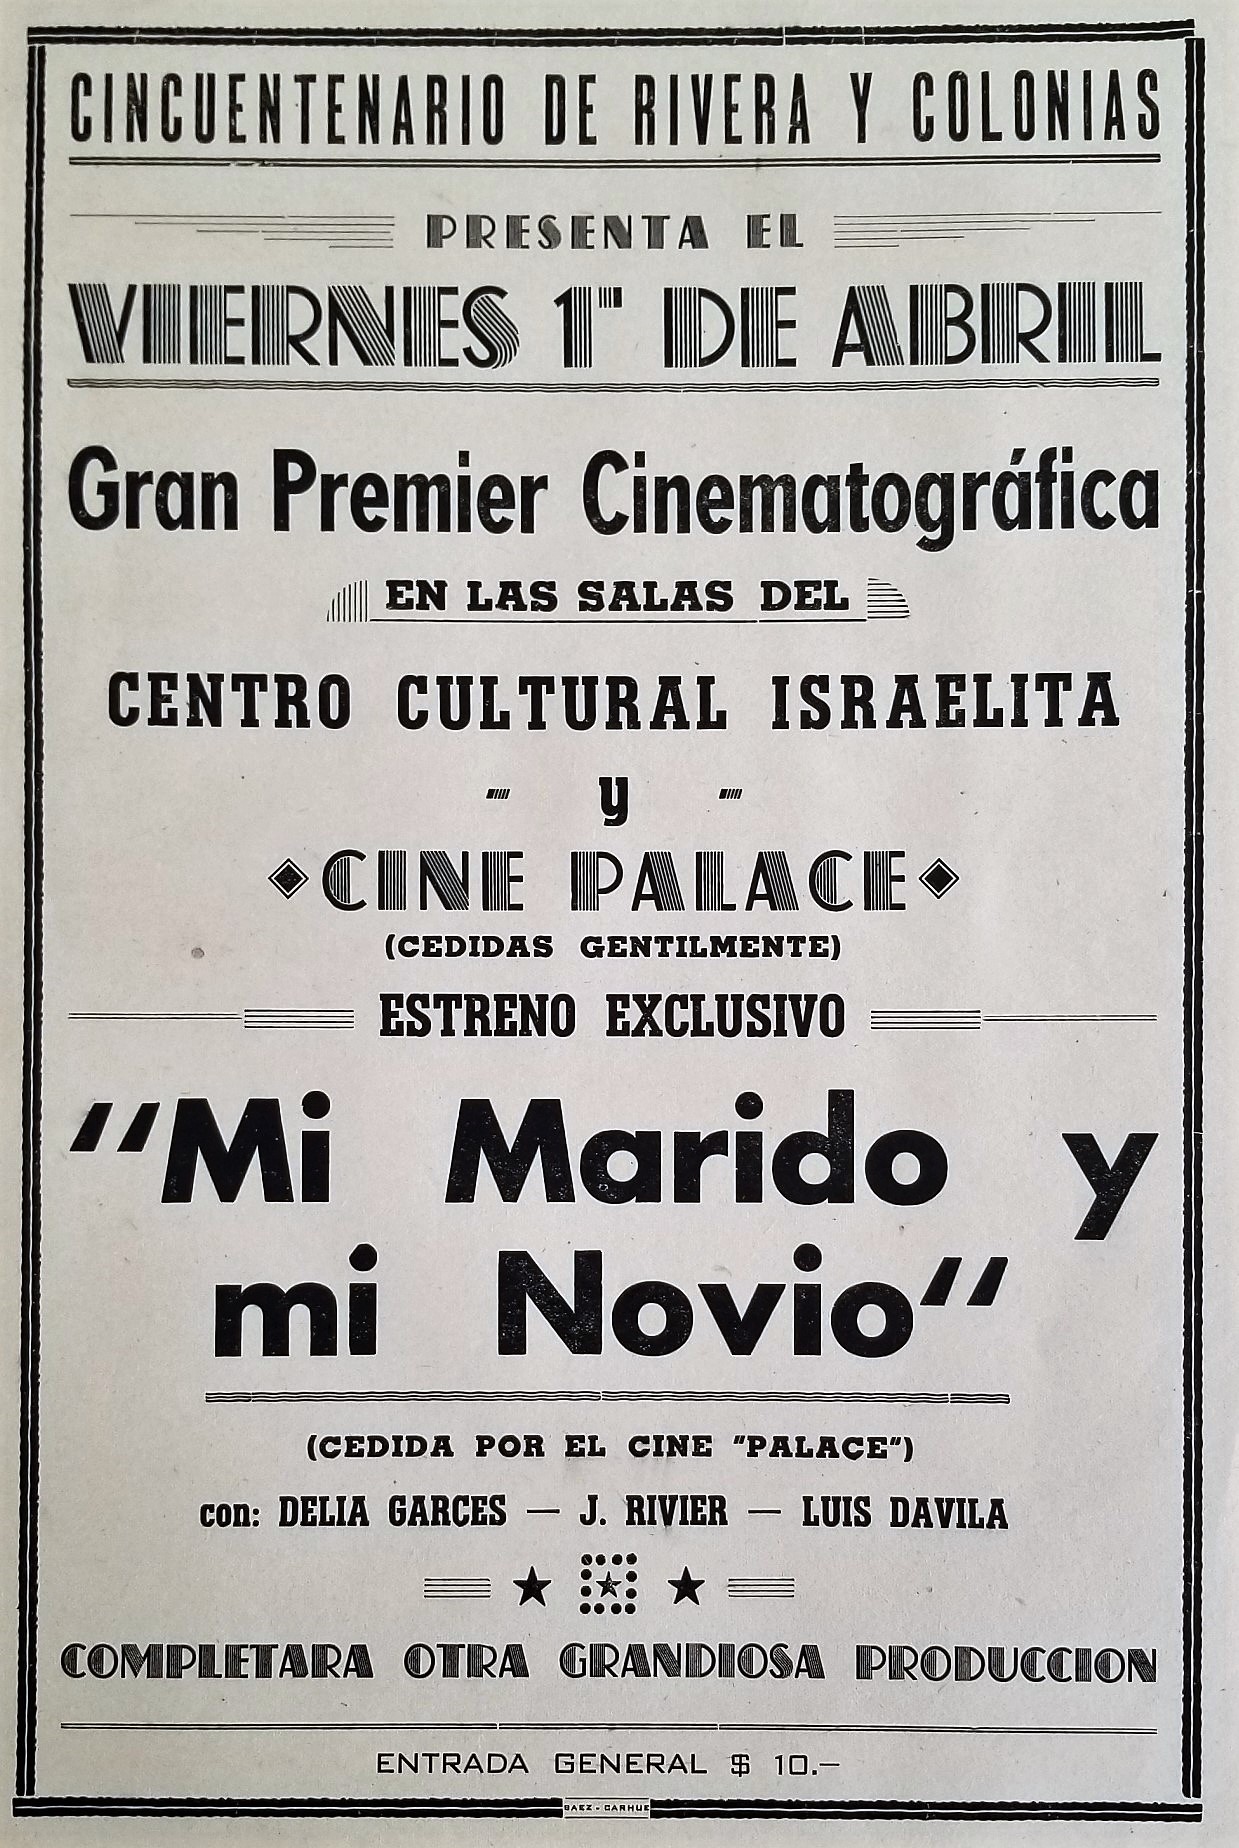 CINCUENTENARIO DE RIVERA Y COLONIAS
PRESENTA EL
VIERNES 1º DE ABRIL
Gran Premier Cinematográfica
EN LAS SALAS DEL
CENTRO CULTURAL ISRAELITA
y
CINE PALACE
(CEDIDAS GENTILMENTE)
ESTRENO EXCLUSIVO
"Mi Marido y
mi Novio"
(CEDIDA POR EL CINE "PALACE")
con: DELIA GARCES — J. RIVIER — LUIS DAVILA
COMPLETARA OTRA GRANDIOSA PRODUCCION
ENTRADA GENERAL $ 10.—
BAEZ - CARHUE